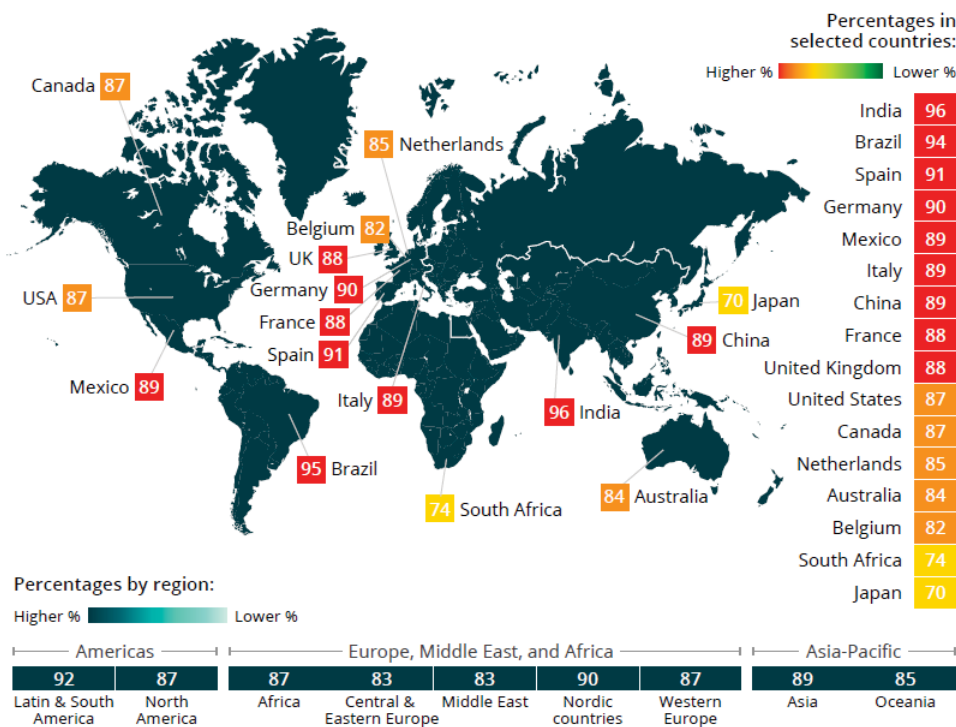 Percentages in
selected countries:
Higher % Lower %
Canada 87
85 Netherlands
Belgium 82
UK 88
Germany 90
USA 87
France 88
70 Japan
Spain 91
89 China
Mexico 89
Italy 89
96 India
95 Brazil
84 Australia
74 South Africa
India 96
Brazil 94
Spain 91
Germany 90
Mexico 89
Italy 89
China 89
France 88
United Kingdom 88
United States 87
Canada 87
Netherlands 85
Australia 84
Belgium 82
South Africa 74
Japan 70
Percentages by region:
Higher % Lower %
Americas Europe, Middle East, and Africa Asia-Pacific
92 87 87 83 83 90 87 89 85
Latin & South North Africa Central & Middle East Nordic Western Asia Oceania
America America Eastern Europe countries Europe